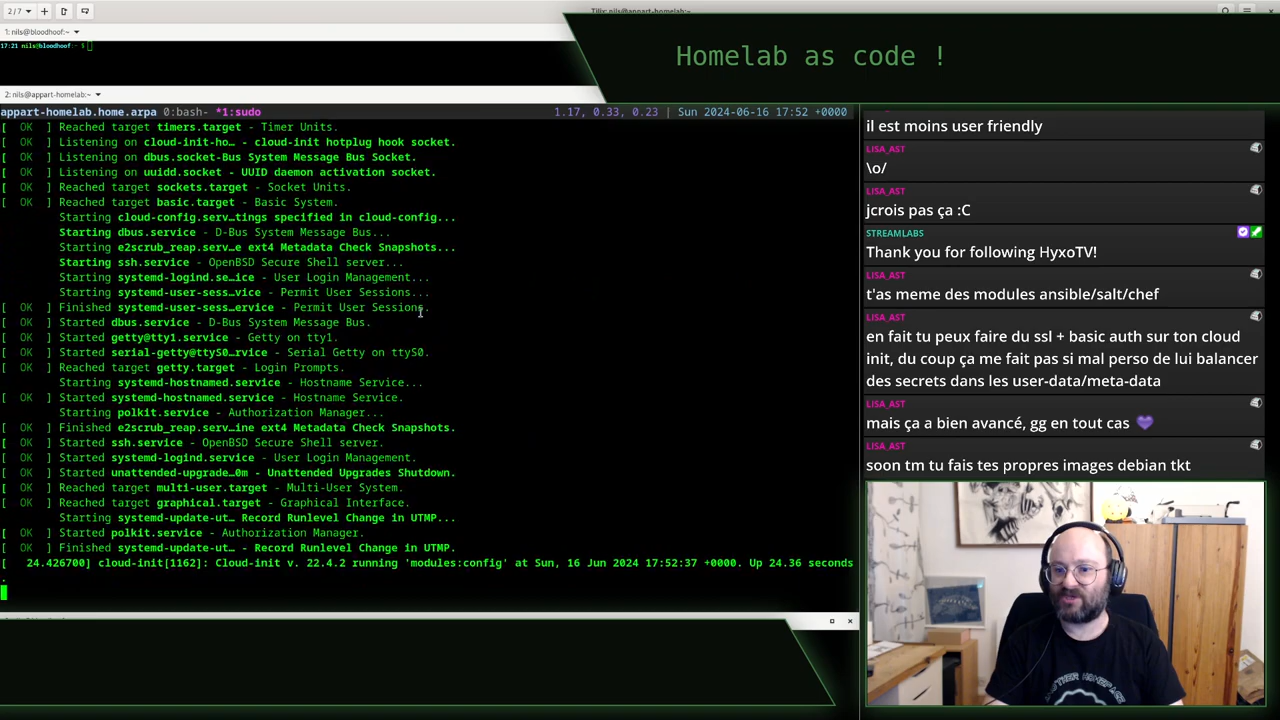 2 / 7
Tilix: nils@appart-homelab:~
1: nils@bloodhoof:~
17:21 nils@bloodhoof:~ $
Homelab as code !
2: nils@appart-homelab:~
appart-homelab.home.arpa 0:bash- *1:sudo 1.17, 0.33, 0.23 | Sun 2024-06-16 17:52 +0000
[ OK ] Reached target timers.target - Timer Units.
[ OK ] Listening on cloud-init-ho… - cloud-init hotplug hook socket.
[ OK ] Listening on dbus.socket-Bus System Message Bus Socket.
[ OK ] Listening on uuidd.socket - UUID daemon activation socket.
[ OK ] Reached target sockets.target - Socket Units.
[ OK ] Reached target basic.target - Basic System.
Starting cloud-config.serv…tings specified in cloud-config...
Starting dbus.service - D-Bus System Message Bus...
Starting e2scrub_reap.serv…e ext4 Metadata Check Snapshots...
Starting ssh.service - OpenBSD Secure Shell server...
Starting systemd-logind.se…ice - User Login Management...
Starting systemd-user-sess…vice - Permit User Sessions...
[ OK ] Finished systemd-user-sess…ervice - Permit User Sessions.
[ OK ] Started dbus.service - D-Bus System Message Bus.
[ OK ] Started getty@tty1.service - Getty on tty1.
[ OK ] Started serial-getty@ttyS0…rvice - Serial Getty on ttyS0.
[ OK ] Reached target getty.target - Login Prompts.
Starting systemd-hostnamed.service - Hostname Service...
[ OK ] Started systemd-hostnamed.service - Hostname Service.
Starting polkit.service - Authorization Manager...
[ OK ] Finished e2scrub_reap.serv…ine ext4 Metadata Check Snapshots.
[ OK ] Started ssh.service - OpenBSD Secure Shell server.
[ OK ] Started systemd-logind.service - User Login Management.
[ OK ] Started unattended-upgrade…0m - Unattended Upgrades Shutdown.
[ OK ] Reached target multi-user.target - Multi-User System.
[ OK ] Reached target graphical.target - Graphical Interface.
Starting systemd-update-ut… Record Runlevel Change in UTMP...
[ OK ] Started polkit.service - Authorization Manager.
[ OK ] Finished systemd-update-ut… - Record Runlevel Change in UTMP.
[ 24.426700] cloud-init[1162]: Cloud-init v. 22.4.2 running 'modules:config' at Sun, 16 Jun 2024 17:52:37 +0000. Up 24.36 seconds
.
il est moins user friendly
LISA_AST
\o/
LISA_AST
jcrois pas ça :C
STREAMLABS
Thank you for following HyxoTV!
LISA_AST
t'as meme des modules ansible/salt/chef
LISA_AST
en fait tu peux faire du ssl + basic auth sur ton cloud
init, du coup ça me fait pas si mal perso de lui balancer
des secrets dans les user-data/meta-data
LISA_AST
mais ça a bien avancé, gg en tout cas 💜
LISA_AST
soon tm tu fais tes propres images debian tkt
ANOTHER HOMEPAGE